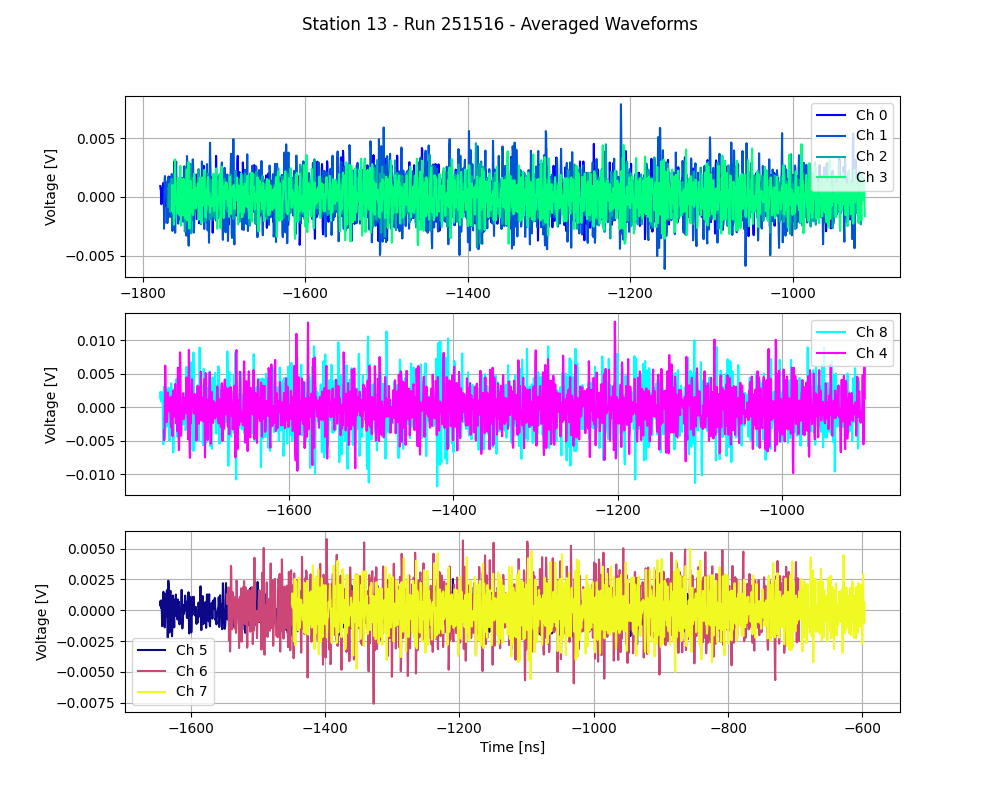 Station 13 - Run 251516 - Averaged Waveforms
Voltage [V]
0.005
0.000
−0.005
Ch 0
Ch 1
Ch 2
Ch 3
−1800
−1600
−1400
−1200
−1000
Voltage [V]
0.010
0.005
0.000
−0.005
−0.010
Ch 8
Ch 4
−1600
−1400
−1200
−1000
Voltage [V]
0.0050
0.0025
0.0000
−0.0025
−0.0050
−0.0075
Ch 5
Ch 6
Ch 7
−1600
−1400
−1200
−1000
−800
−600
Time [ns]